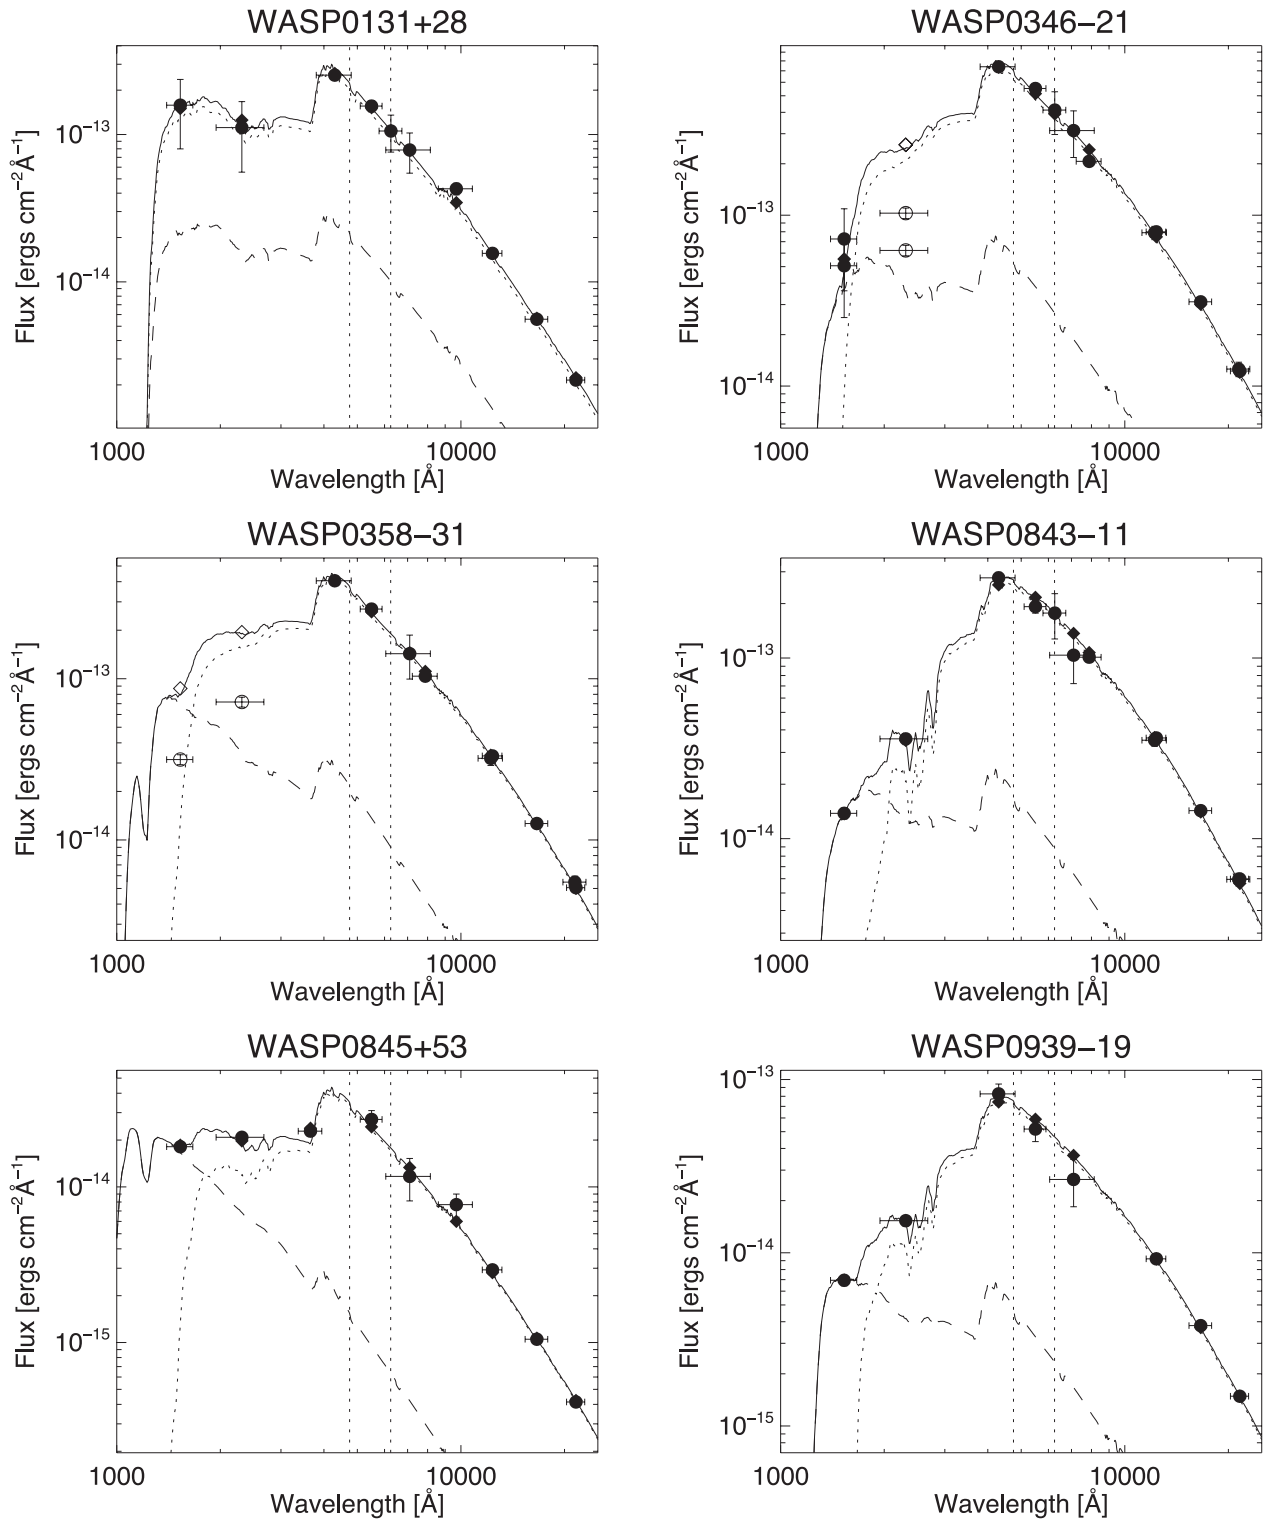 WASP0131+28
Flux [ergs cm−2Å−1]
10−13
10−14
1000
10000
Wavelength [Å]
WASP0346−21
Flux [ergs cm−2Å−1]
10−13
10−14
1000
10000
Wavelength [Å]
WASP0358−31
Flux [ergs cm−2Å−1]
10−13
10−14
1000
10000
Wavelength [Å]
WASP0843−11
Flux [ergs cm−2Å−1]
10−13
10−14
1000
10000
Wavelength [Å]
WASP0845+53
Flux [ergs cm−2Å−1]
10−14
10−15
1000
10000
Wavelength [Å]
WASP0939−19
Flux [ergs cm−2Å−1]
10−13
10−14
10−15
1000
10000
Wavelength [Å]